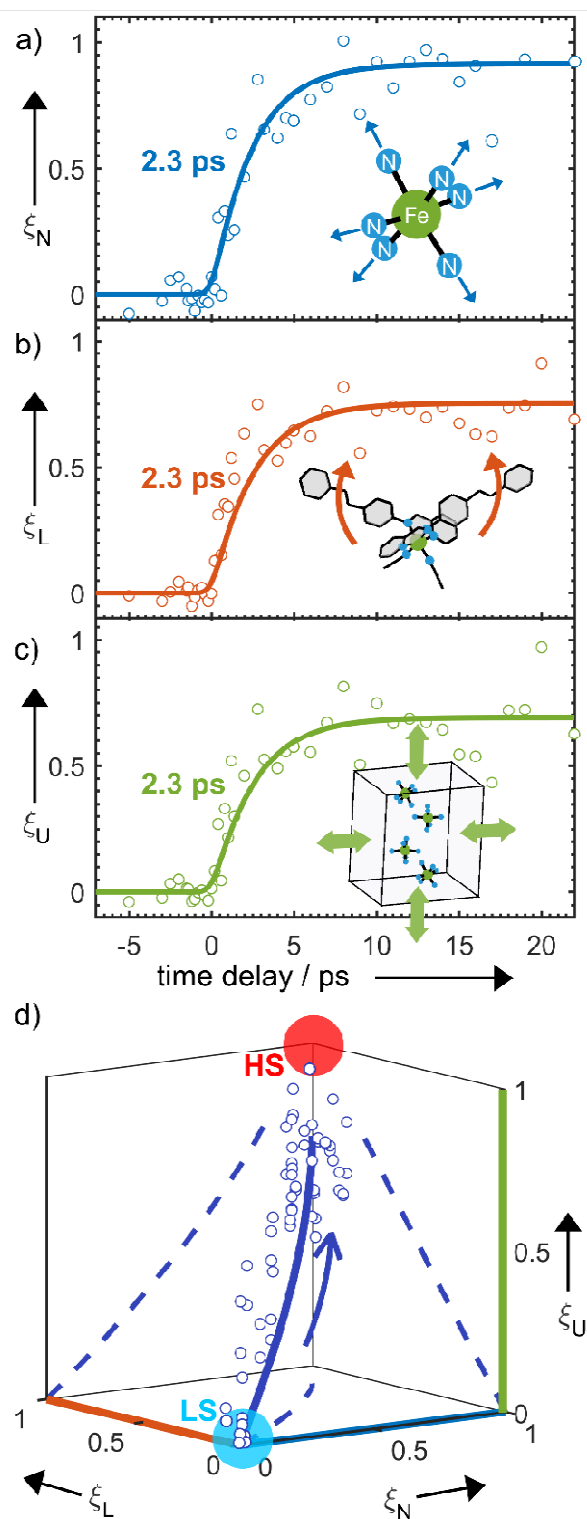 a)
1
0.5
0
ξN
2.3 ps
N
N
N
Fe
N
N
N
b)
1
0.5
0
ξL
2.3 ps
c)
1
0.5
0
ξU
2.3 ps
-5 0 5 10 15 20
time delay / ps
d)
HS
1
0.5
ξU
LS
0
1
1
0.5
0.5
0 0
ξL
ξN